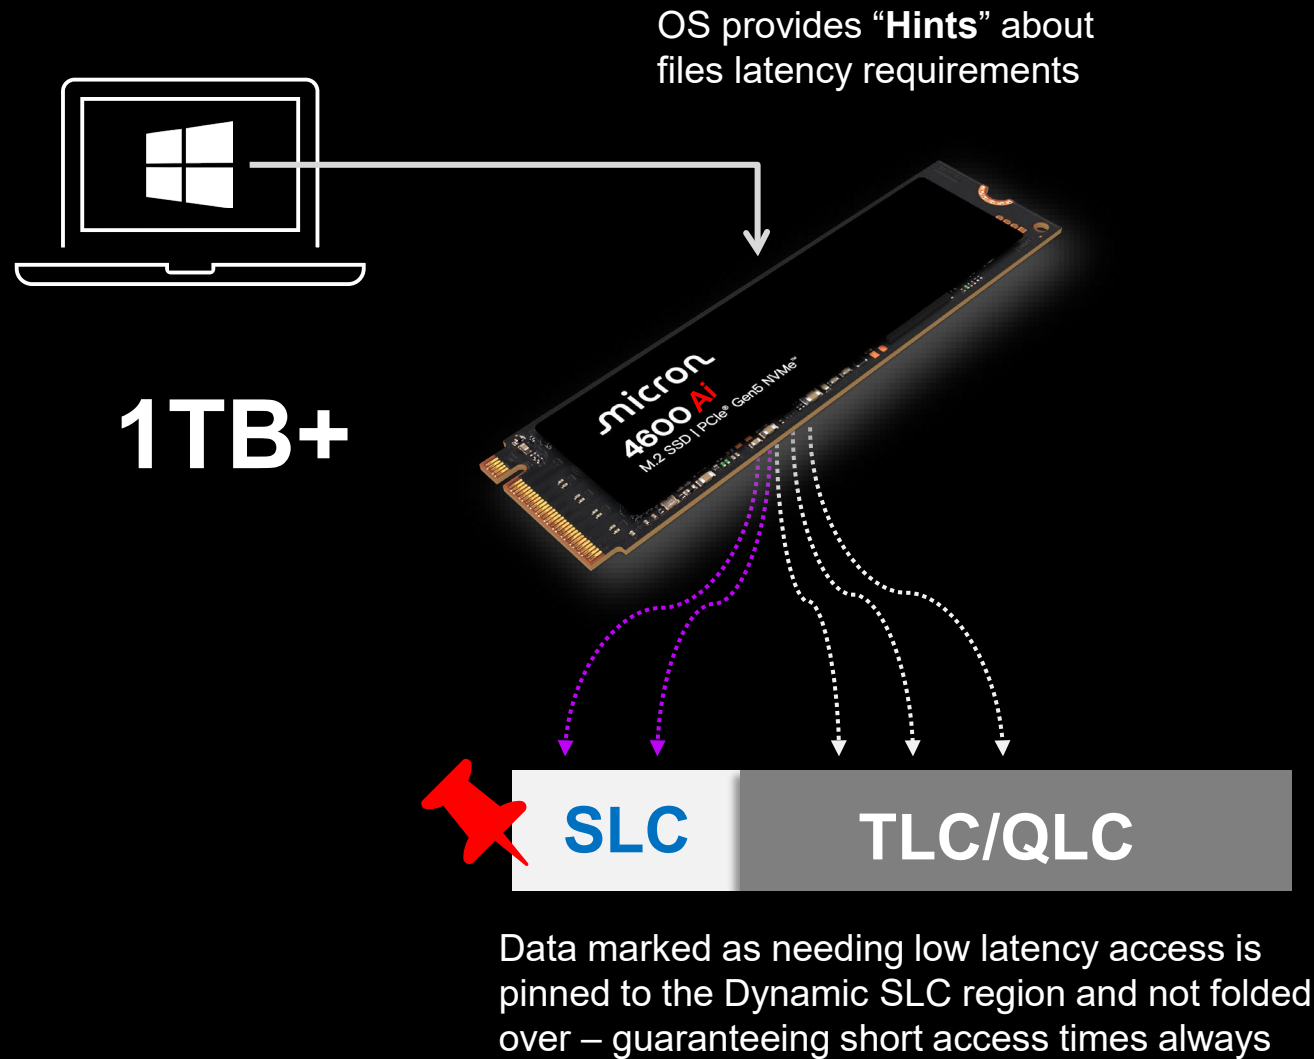 OS provides “Hints” about
files latency requirements
1TB+
micron
4600 Ai
M.2 SSD | PCIe® Gen5 NVMe™
SLC
TLC/QLC
Data marked as needing low latency access is
pinned to the Dynamic SLC region and not folded
over – guaranteeing short access times always